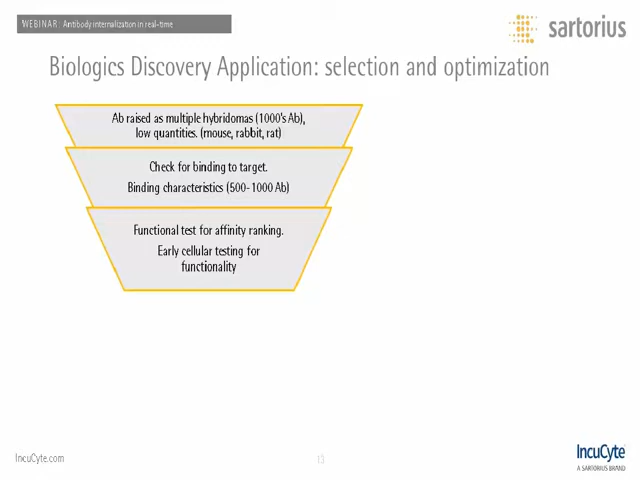 WEBINAR: Antibody internalization in real-time
sartorius
Biologics Discovery Application: selection and optimization
Ab raised as multiple hybridomas (1000's Ab),
low quantities. (mouse, rabbit, rat)
Check for binding to target.
Binding characteristics (500-1000 Ab)
Functional test for affinity ranking.
Early cellular testing for
functionality
IncuCyte.com
13
IncuCyte
A SARTORIUS BRAND